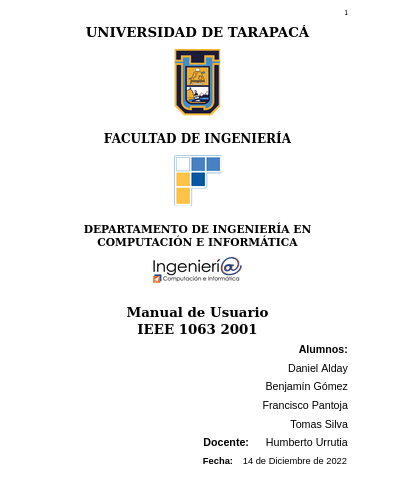 1
UNIVERSIDAD DE TARAPACÁ
FACULTAD DE INGENIERÍA
DEPARTAMENTO DE INGENIERÍA EN
COMPUTACIÓN E INFORMÁTICA
Ingenierí@
Computación e Informática
Manual de Usuario
IEEE 1063 2001
Alumnos:
Daniel Alday
Benjamín Gómez
Francisco Pantoja
Tomas Silva
Docente: Humberto Urrutia
Fecha: 14 de Diciembre de 2022